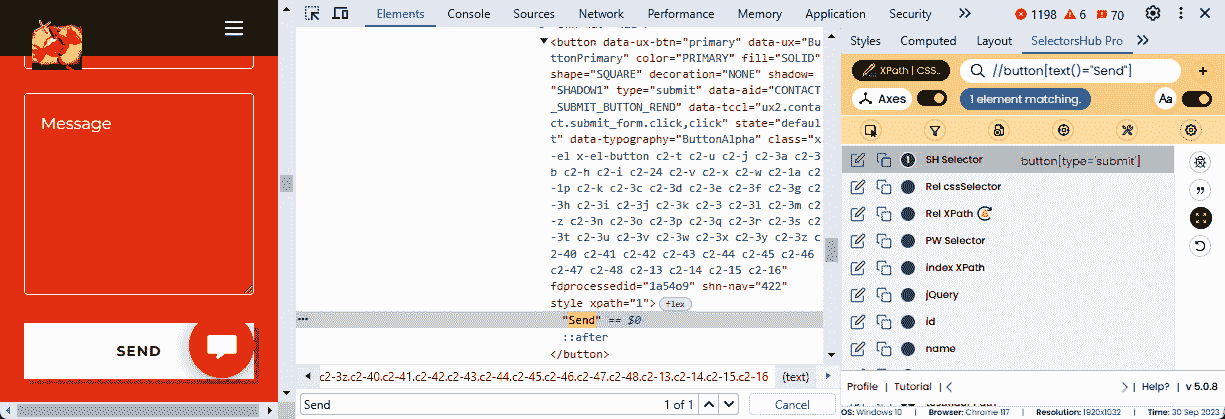 Message
SEND
Elements
Console
Sources
Network
Performance
Memory
Application
Security
1198
6
70
<button data-ux-btn="primary" data-ux="Bu
ttonPrimary" color="PRIMARY" fill="SOLID"
shape="SQUARE" decoration="NONE" shadow=
"SHADOW1" type="submit" data-aid="CONTACT
_SUBMIT_BUTTON_REND" data-tccl="ux2.conta
ct.submit_form.click,click" state="defaul
t" data-typography="ButtonAlpha" class="x
-el x-el-button c2-t c2-u c2-j c2-3a c2-3
b c2-h c2-i c2-24 c2-v c2-x c2-w c2-1a c2
-1p c2-k c2-3c c2-3d c2-3e c2-3f c2-3g c2
-3h c2-3i c2-3j c2-3k c2-3 c2-3l c2-3m c2
-z c2-3n c2-3o c2-3p c2-3q c2-3r c2-3s c2
-3t c2-3u c2-3v c2-3w c2-3x c2-3y c2-3z c
2-40 c2-41 c2-42 c2-43 c2-44 c2-45 c2-46
c2-47 c2-48 c2-13 c2-14 c2-15 c2-16"
fdprocessedid="1a54o9" shn-nav="422"
style xpath="1"> flex
"Send" == $0
::after
</button>
c2-3z.c2-40.c2-41.c2-42.c2-43.c2-44.c2-45.c2-46.c2-47.c2-48.c2-13.c2-14.c2-15.c2-16
(text)
Send
1 of 1
Cancel
Styles
Computed
Layout
SelectorsHub Pro
XPath | CSS..
//button[text()="Send"]
Axes
1 element matching.
Aa
1
SH Selector
button[type='submit']
Rel cssSelector
Rel XPath
PW Selector
index XPath
jQuery
id
name
Profile | Tutorial |
| Help? | v 5.0.8
OS: Windows 10 | Browser: Chrome 117 | Resolution: 1920x1032 | Time: 30 Sep 2023